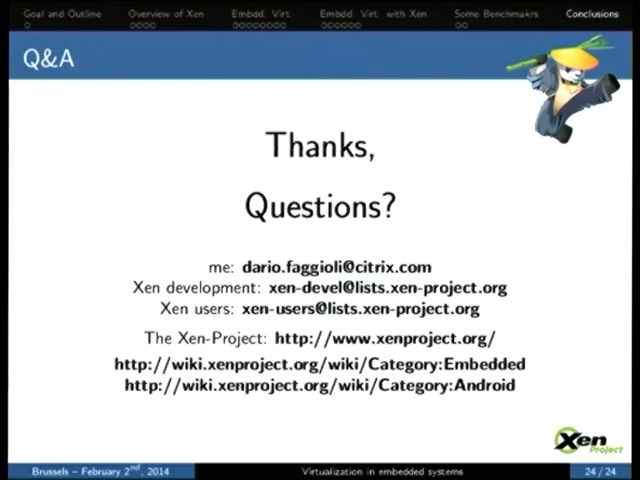 Goal and Outline Overview of Xen Embdd. Virt. Embdd. Virt. with Xen Some Benchmakrs Conclusions
Q&A
Thanks,
Questions?
me: dario.faggioli@citrix.com
Xen development: xen-devel@lists.xen-project.org
Xen users: xen-users@lists.xen-project.org
The Xen-Project: http://www.xenproject.org/
http://wiki.xenproject.org/wiki/Category:Embedded
http://wiki.xenproject.org/wiki/Category:Android
Xen
Project
Brussels – February 2nd, 2014 Virtualization in embedded systems 24 / 24